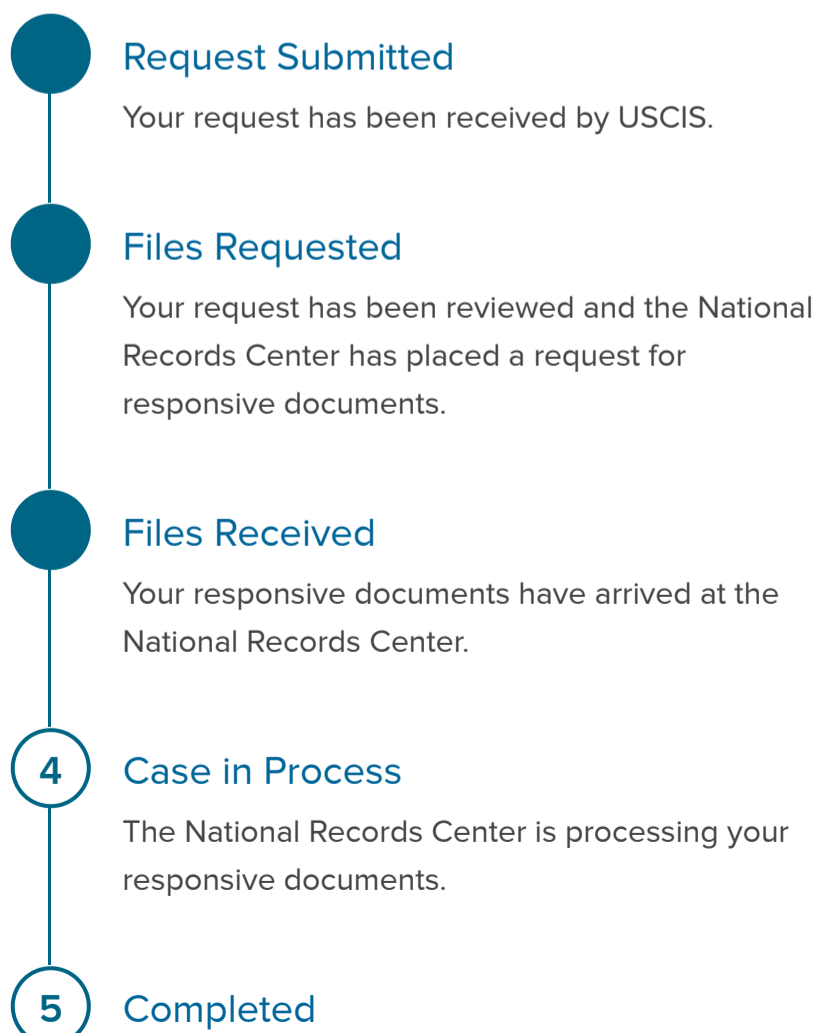 Request Submitted
Your request has been received by USCIS.
Files Requested
Your request has been reviewed and the National
Records Center has placed a request for
responsive documents.
Files Received
Your responsive documents have arrived at the
National Records Center.
4 Case in Process
The National Records Center is processing your
responsive documents.
5 Completed